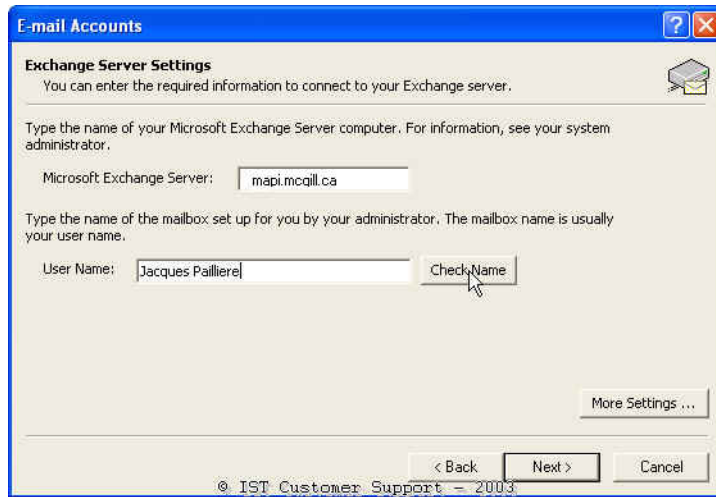 E-mail Accounts
Exchange Server Settings
You can enter the required information to connect to your Exchange server.
Type the name of your Microsoft Exchange Server computer. For information, see your system
administrator.
Microsoft Exchange Server: mapi.mcgill.ca
Type the name of the mailbox set up for you by your administrator. The mailbox name is usually
your user name.
User Name: Jacques Pailliere Check Name
More Settings ...
< Back Next > Cancel
© IST Customer Support - 2003